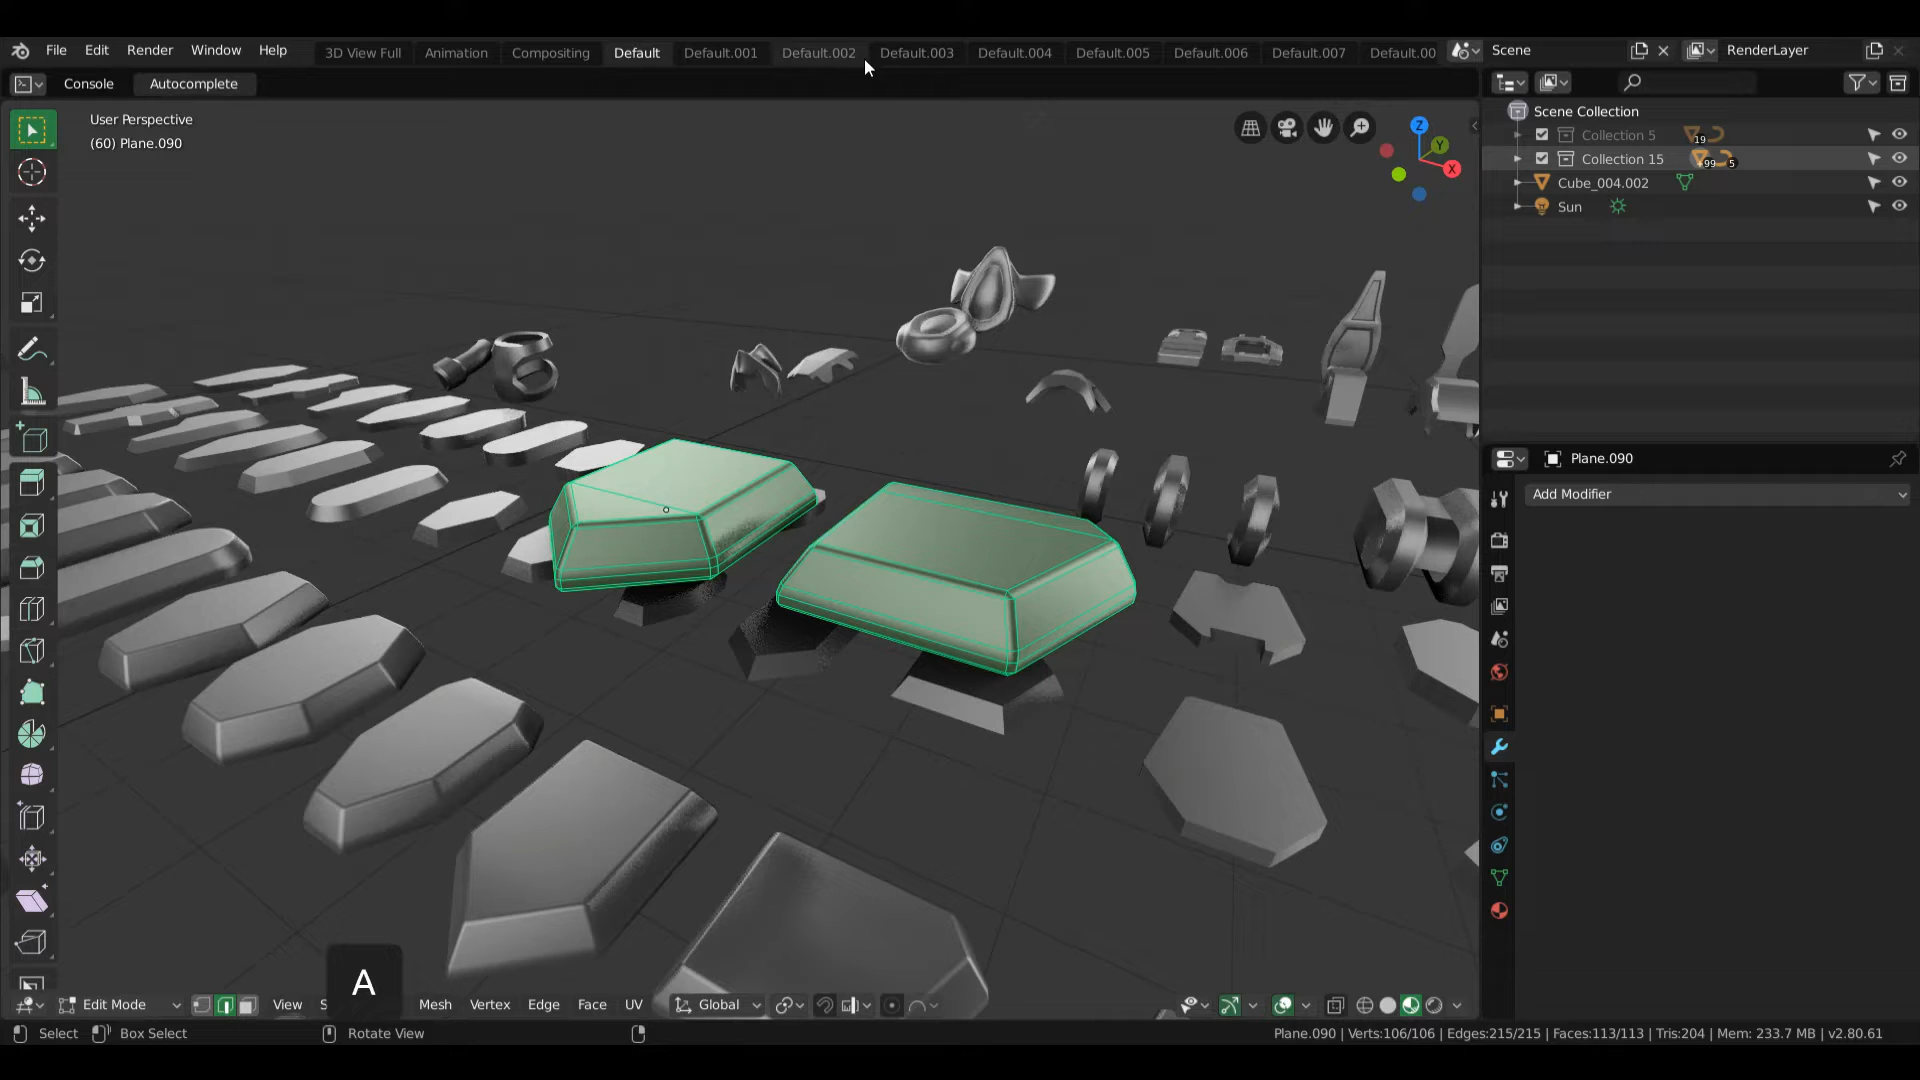 File Edit Render Window Help 3D View Full Animation Compositing Default Default.001 Default.002 Default.003 Default.004 Default.005 Default.006 Default.007 Default.00 Scene RenderLayer
Console Autocomplete
User Perspective
(60) Plane.090
Z
Y
X
Scene Collection
Collection 5 19
Collection 15 +99 5
Cube_004.002
Sun
Plane.090
Add Modifier
A
Edit Mode View S Mesh Vertex Edge Face UV Global
Select Box Select Rotate View Plane.090 | Verts:106/106 | Edges:215/215 | Faces:113/113 | Tris:204 | Mem: 233.7 MB | v2.80.61